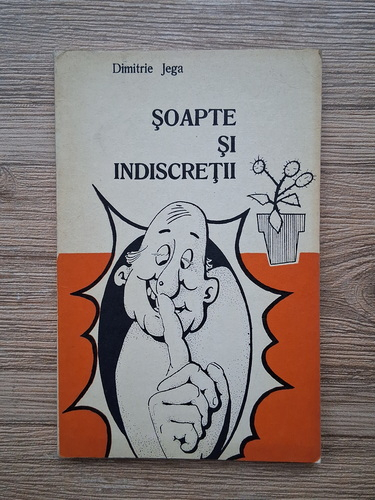 Dimitrie Jega
ŞOAPTE
ŞI
INDISCREŢII